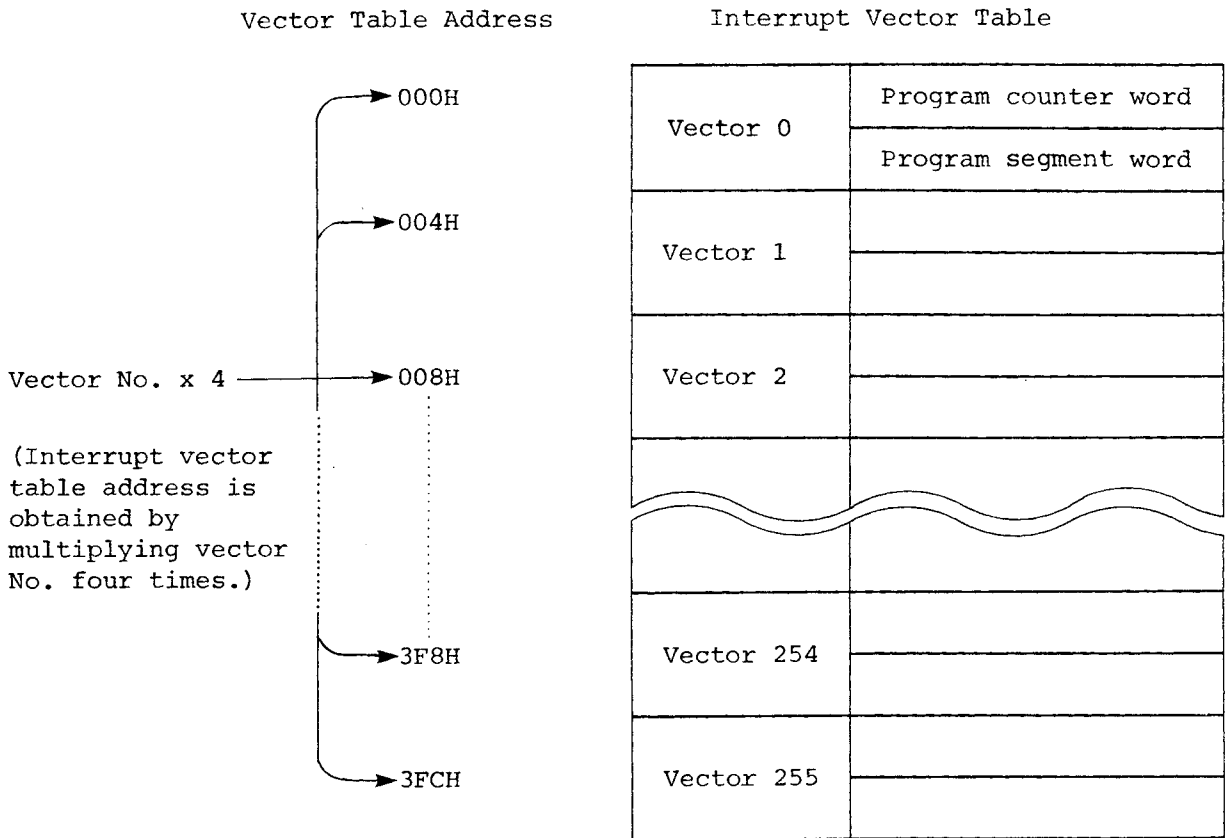 Vector Table Address
Interrupt Vector Table
000H
Vector 0
Program counter word
Program segment word
004H
Vector 1
Vector No. x 4
008H
Vector 2
(Interrupt vector
table address is
obtained by
multiplying vector
No. four times.)
3F8H
Vector 254
3FCH
Vector 255